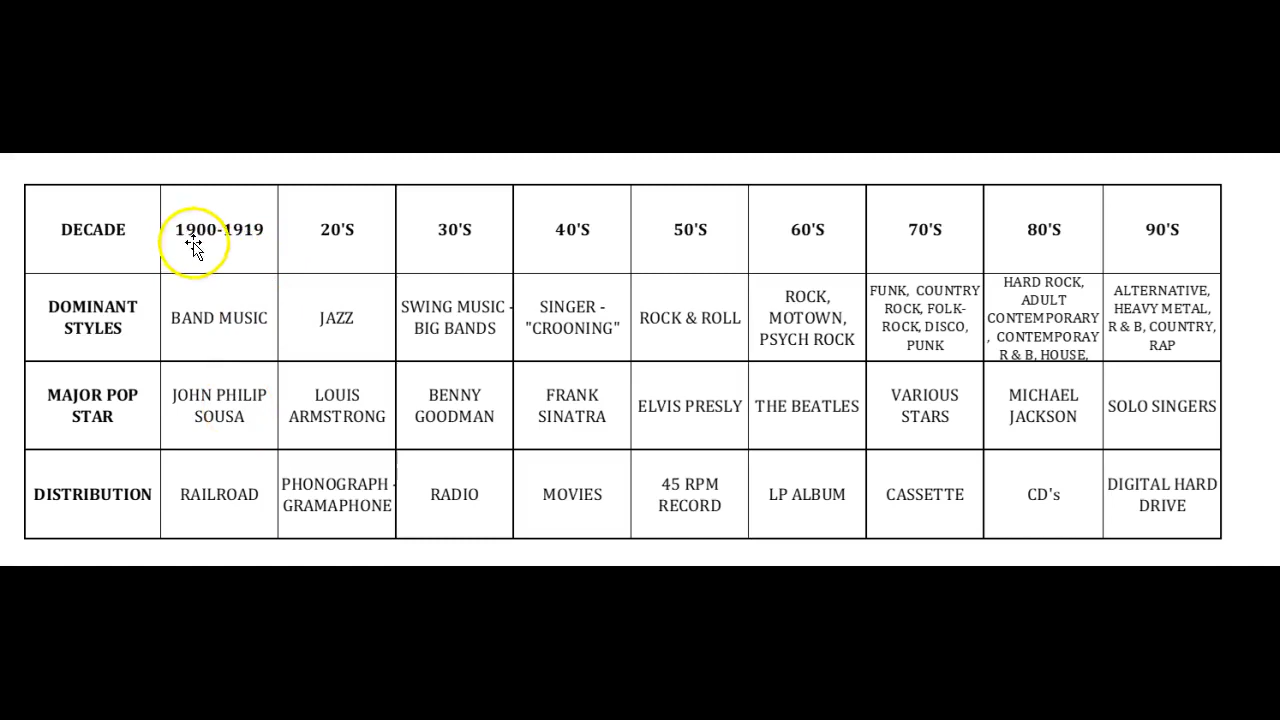 DECADE
1900-1919
20'S
30'S
40'S
50'S
60'S
70'S
80'S
90'S
DOMINANT
STYLES
BAND MUSIC
JAZZ
SWING MUSIC -
BIG BANDS
SINGER -
"CROONING"
ROCK & ROLL
ROCK,
MOTOWN,
PSYCH ROCK
FUNK, COUNTRY
ROCK, FOLK-
ROCK, DISCO,
PUNK
HARD ROCK,
ADULT
CONTEMPORARY
, CONTEMPORAY
R & B, HOUSE,
ALTERNATIVE,
HEAVY METAL,
R & B, COUNTRY,
RAP
MAJOR POP
STAR
JOHN PHILIP
SOUSA
LOUIS
ARMSTRONG
BENNY
GOODMAN
FRANK
SINATRA
ELVIS PRESLY
THE BEATLES
VARIOUS
STARS
MICHAEL
JACKSON
SOLO SINGERS
DISTRIBUTION
RAILROAD
PHONOGRAPH -
GRAMAPHONE
RADIO
MOVIES
45 RPM
RECORD
LP ALBUM
CASSETTE
CD's
DIGITAL HARD
DRIVE